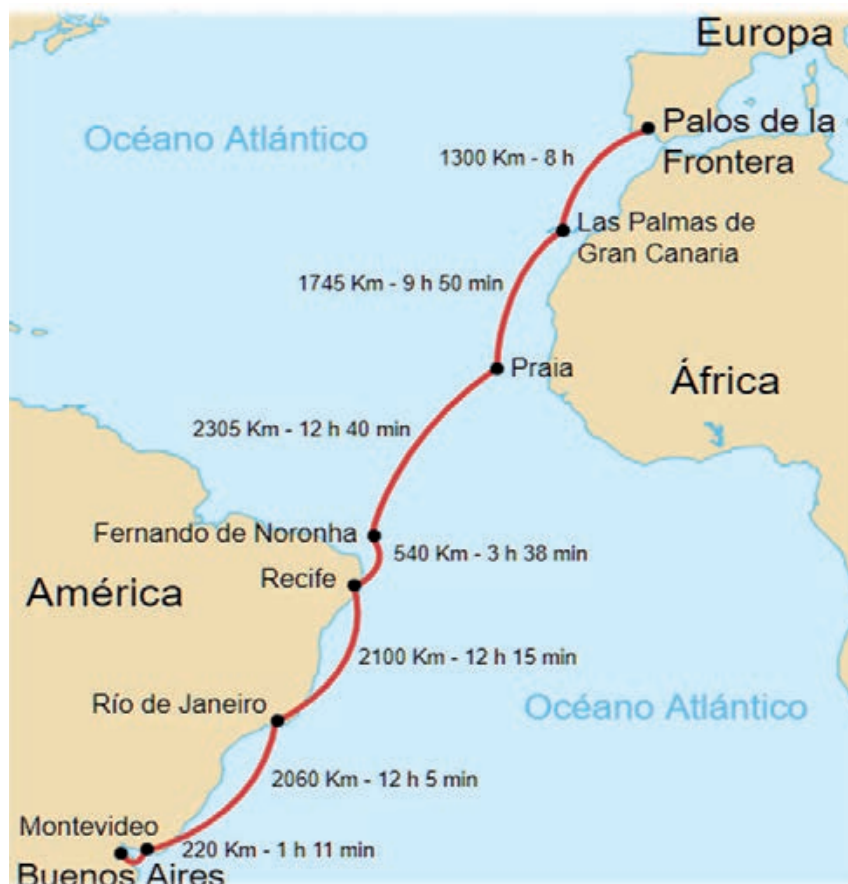 Europa
Océano Atlántico
Palos de la
Frontera
1300 Km - 8 h
Las Palmas de
Gran Canaria
1745 Km - 9 h 50 min
Praia
África
2305 Km - 12 h 40 min
Fernando de Noronha
540 Km - 3 h 38 min
Recife
América
2100 Km - 12 h 15 min
Río de Janeiro
Océano Atlántico
2060 Km - 12 h 5 min
Montevideo
220 Km - 1 h 11 min
Buenos Aires